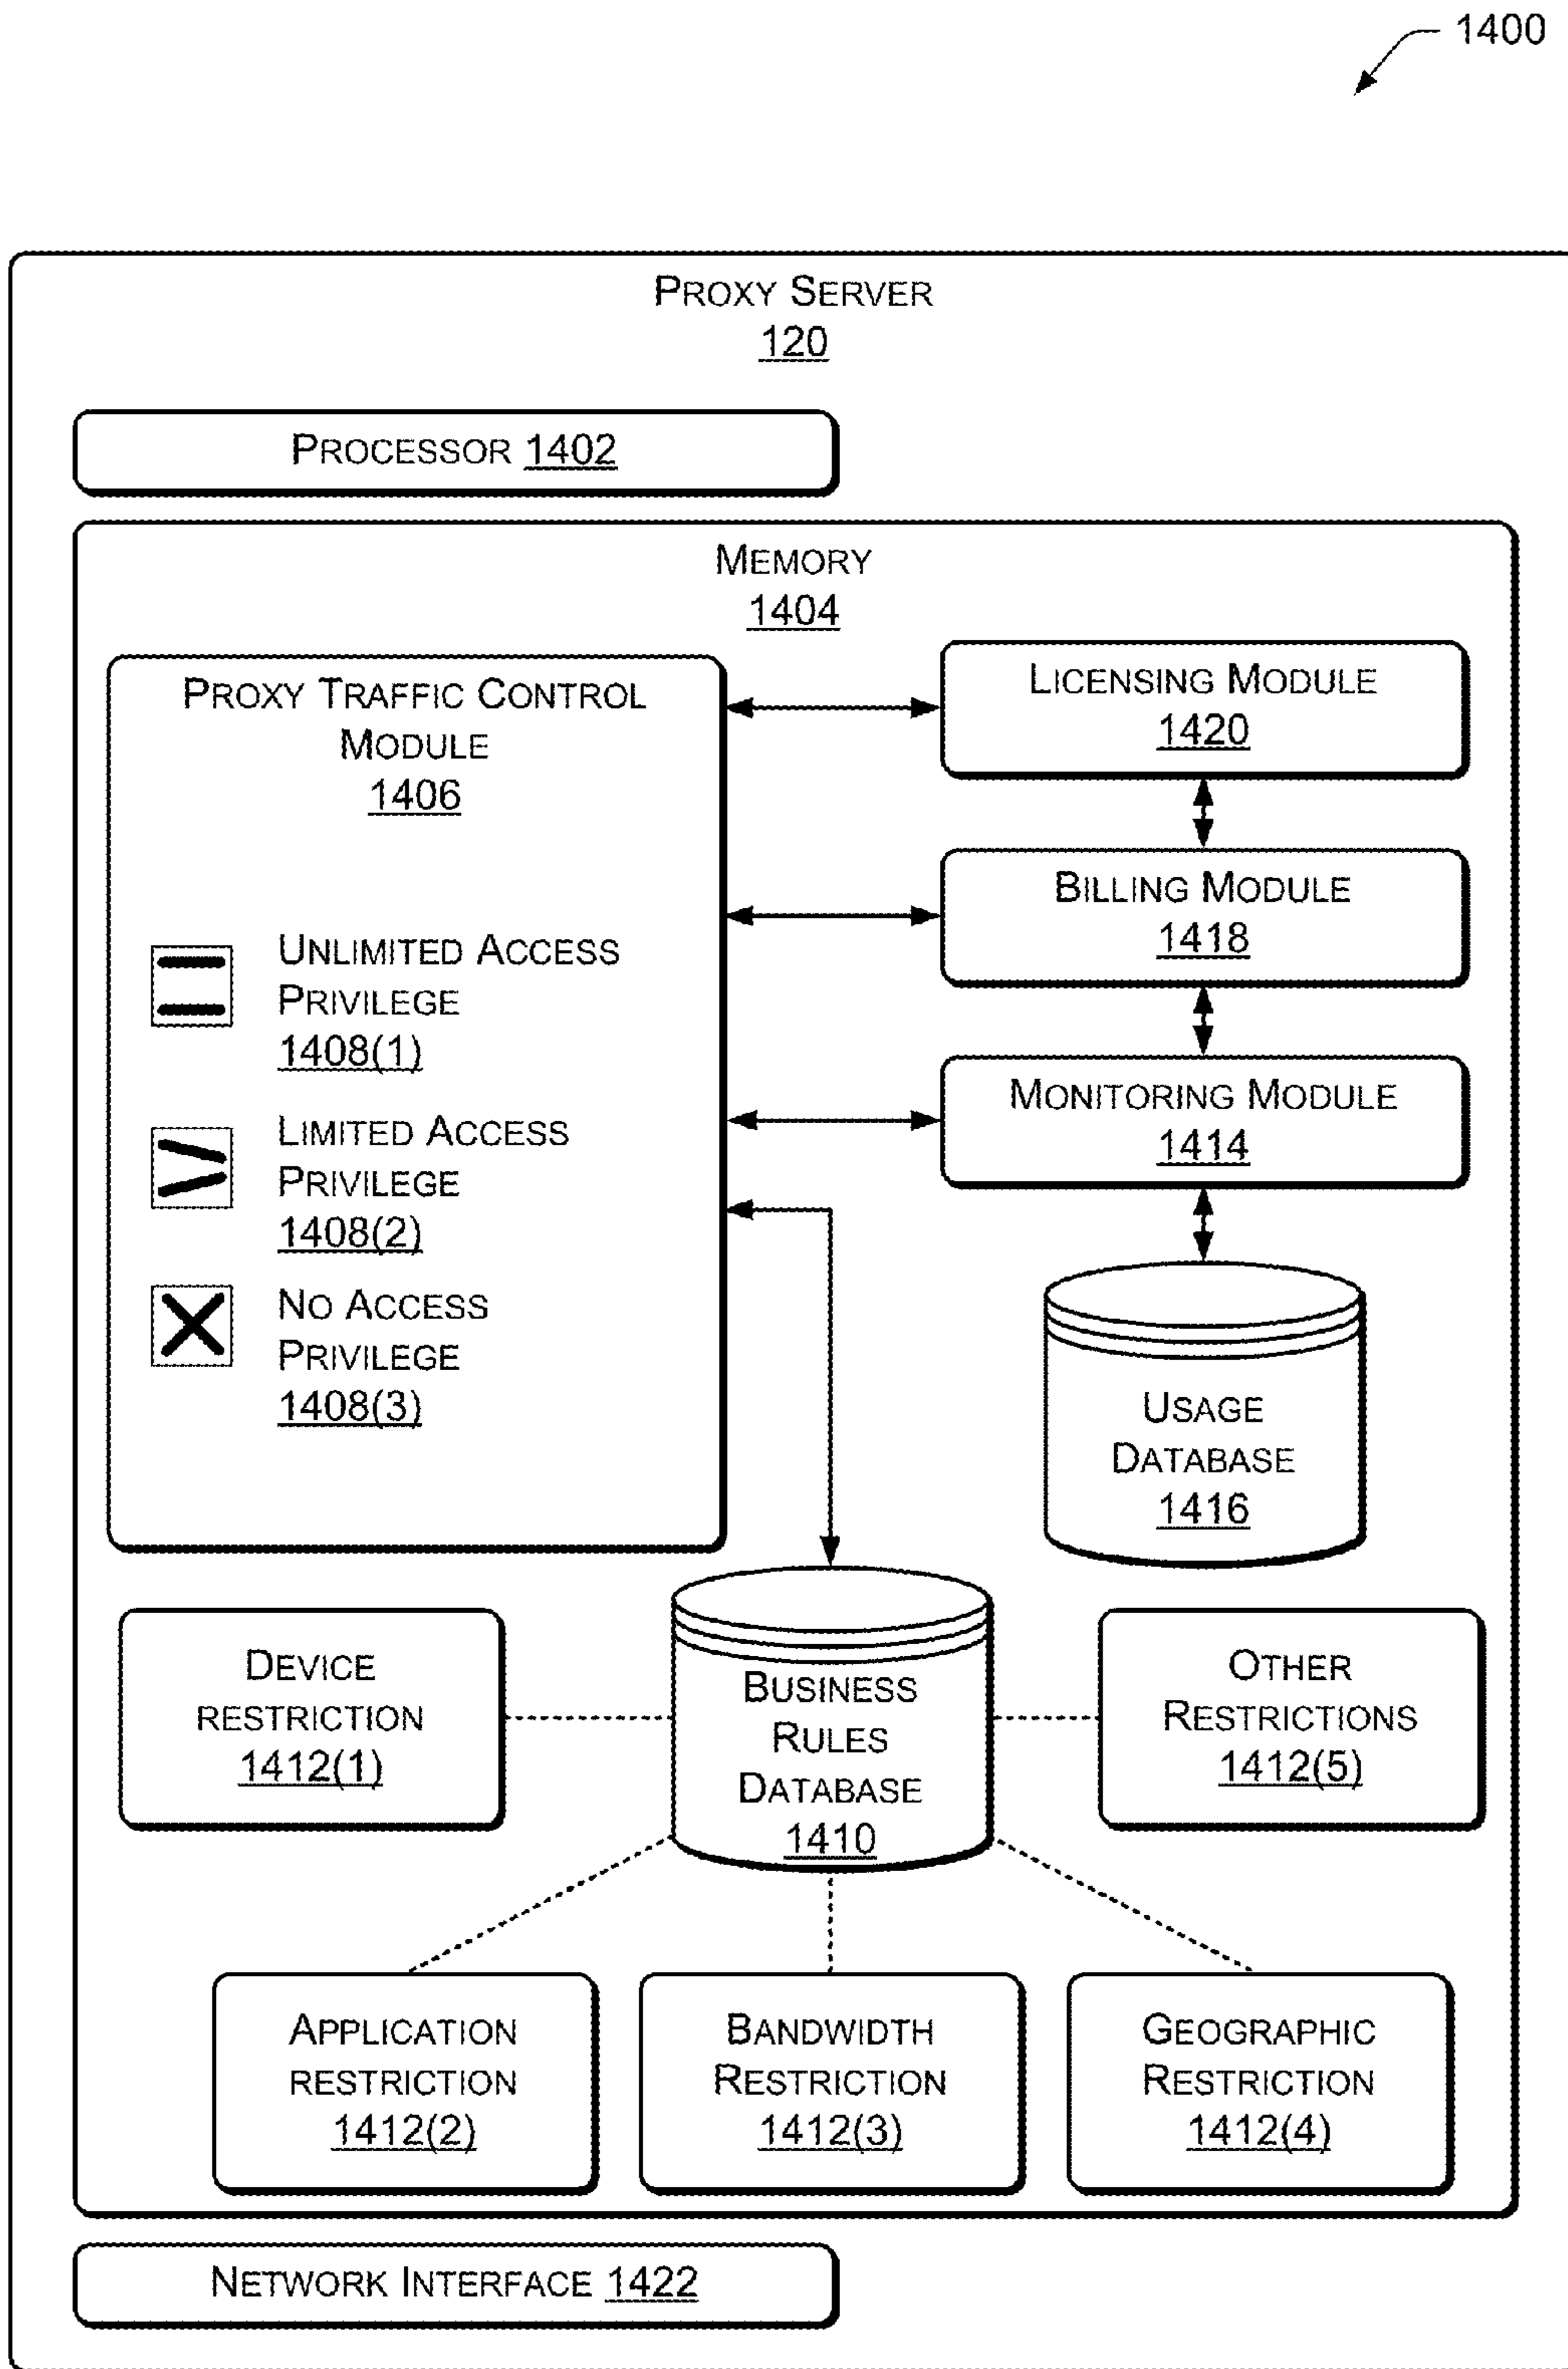 1400
PROXY SERVER
120
PROCESSOR 1402
MEMORY
1404
PROXY TRAFFIC CONTROL
MODULE
1406
UNLIMITED ACCESS
PRIVILEGE
1408(1)
LIMITED ACCESS
PRIVILEGE
1408(2)
NO ACCESS
PRIVILEGE
1408(3)
LICENSING MODULE
1420
BILLING MODULE
1418
MONITORING MODULE
1414
USAGE
DATABASE
1416
DEVICE
RESTRICTION
1412(1)
BUSINESS
RULES
DATABASE
1410
OTHER
RESTRICTIONS
1412(5)
APPLICATION
RESTRICTION
1412(2)
BANDWIDTH
RESTRICTION
1412(3)
GEOGRAPHIC
RESTRICTION
1412(4)
NETWORK INTERFACE 1422